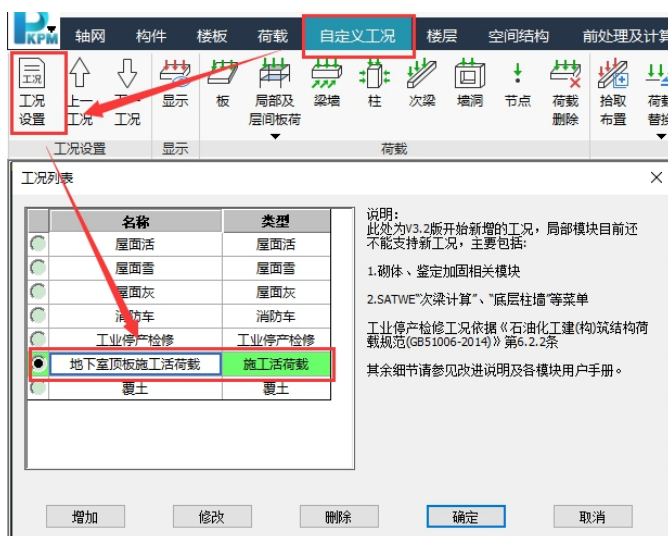 PKPM 轴网 构件 楼板 荷载 自定义工况 楼层 空间结构 前处理及计算
工况
工况设置 上一工况 工况 显示 板 局部及层间板荷 梁墙 柱 次梁 墙洞 节点 荷载删除 拾取布置
工况设置 显示 荷载
工况列表
名称 类型
屋面活 屋面活
屋面雪 屋面雪
屋面灰 屋面灰
消防车 消防车
工业停产检修 工业停产检修
地下室顶板施工活荷载 施工活荷载
覆土 覆土
说明:
此处为V3.2版开始新增的工况，局部模块目前还
不能支持新工况，主要包括:
1.砌体、鉴定加固相关模块
2.SATWE"次梁计算"、"底层柱墙"等菜单
工业停产检修工况依据《石油化工建(构)筑结构荷
载规范(GB51006-2014)》第6.2.2条
其余细节请参见改进说明及各模块用户手册。
增加 修改 删除 确定 取消